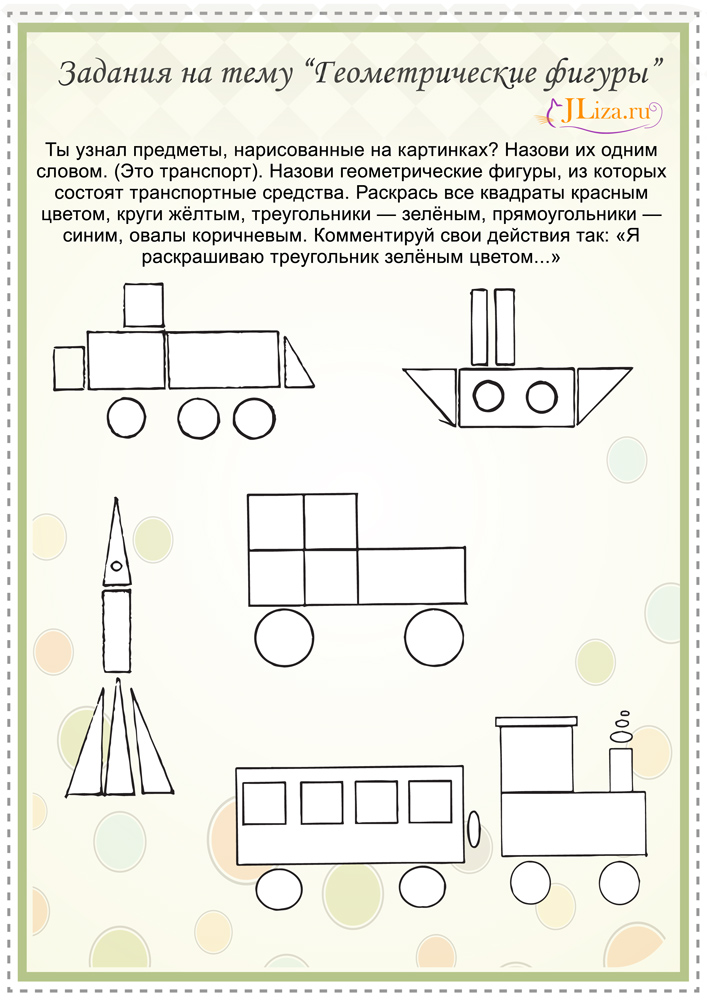 Задания на тему “Геометрические фигуры”
JLiza.ru
Ты узнал предметы, нарисованные на картинках? Назови их одним
словом. (Это транспорт). Назови геометрические фигуры, из которых
состоят транспортные средства. Раскрась все квадраты красным
цветом, круги жёлтым, треугольники — зелёным, прямоугольники —
синим, овалы коричневым. Комментируй свои действия так: «Я
раскрашиваю треугольник зелёным цветом...»